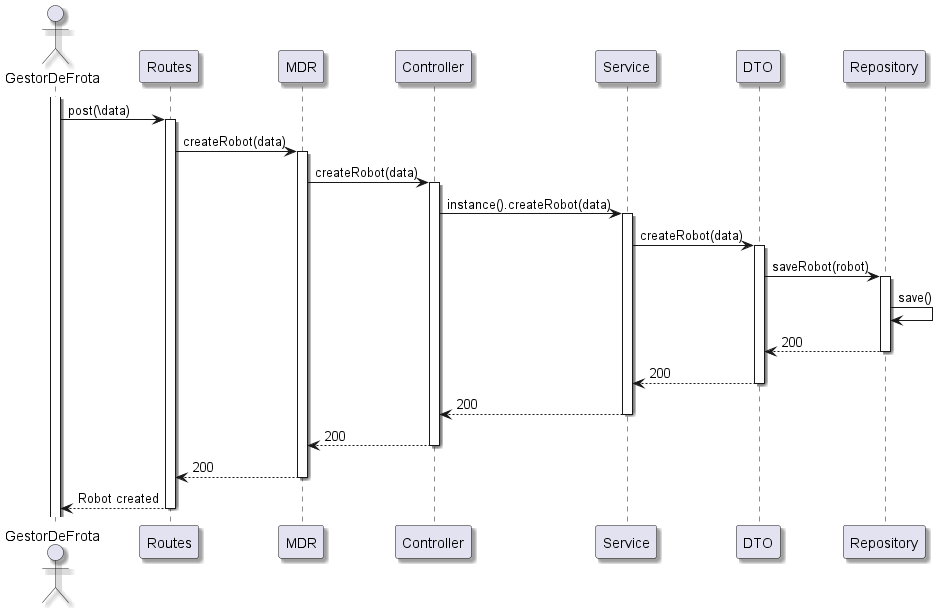 GestorDeFrota
Routes
MDR
Controller
Service
DTO
Repository
post(\data)
createRobot(data)
createRobot(data)
instance().createRobot(data)
createRobot(data)
saveRobot(robot)
save()
200
200
200
200
200
Robot created
GestorDeFrota
Routes
MDR
Controller
Service
DTO
Repository